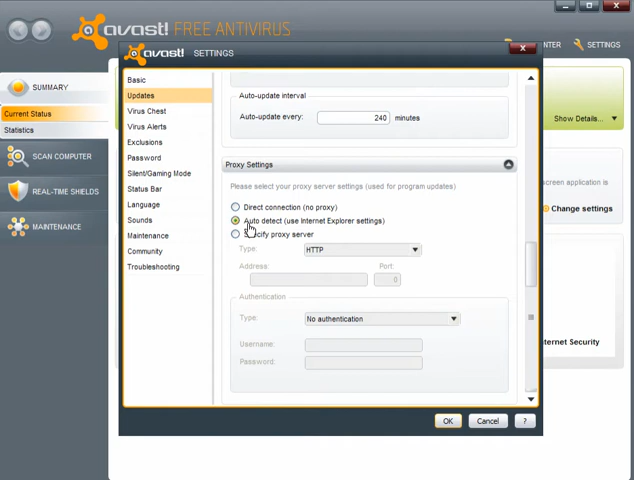 avast! FREE ANTIVIRUS
SETTINGS
avast! SETTINGS
SUMMARY
Current Status
Statistics
SCAN COMPUTER
REAL-TIME SHIELDS
MAINTENANCE
Basic
Updates
Virus Chest
Virus Alerts
Exclusions
Password
Silent/Gaming Mode
Status Bar
Language
Sounds
Maintenance
Community
Troubleshooting
Auto-update interval
Auto-update every: 240 minutes
Proxy Settings
Please select your proxy server settings (used for program updates)
Direct connection (no proxy)
Auto detect (use Internet Explorer settings)
proxy server
Type: HTTP
Address: Port:
0
Authentication
Type: No authentication
Username:
Password:
OK Cancel ?
Show Details...
screen application is
Change settings
Security